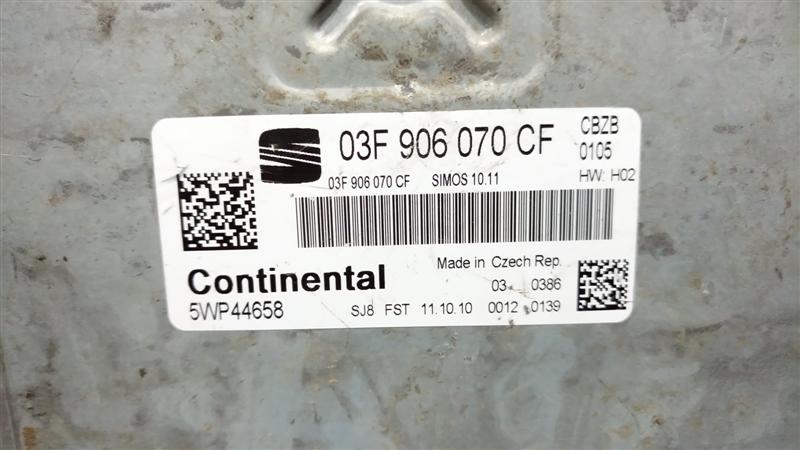 03F 906 070 CF CBZB
0105
03F 906 070 CF SIMOS 10.11 HW: H02
Continental Made in Czech Rep.
03 0386
5WP44658 SJ8 FST 11.10.10 0012 0139